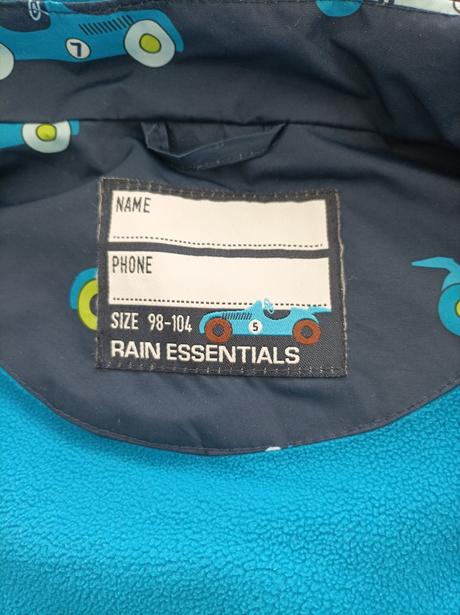 7
NAME
PHONE
SIZE 98-104
5
RAIN ESSENTIALS